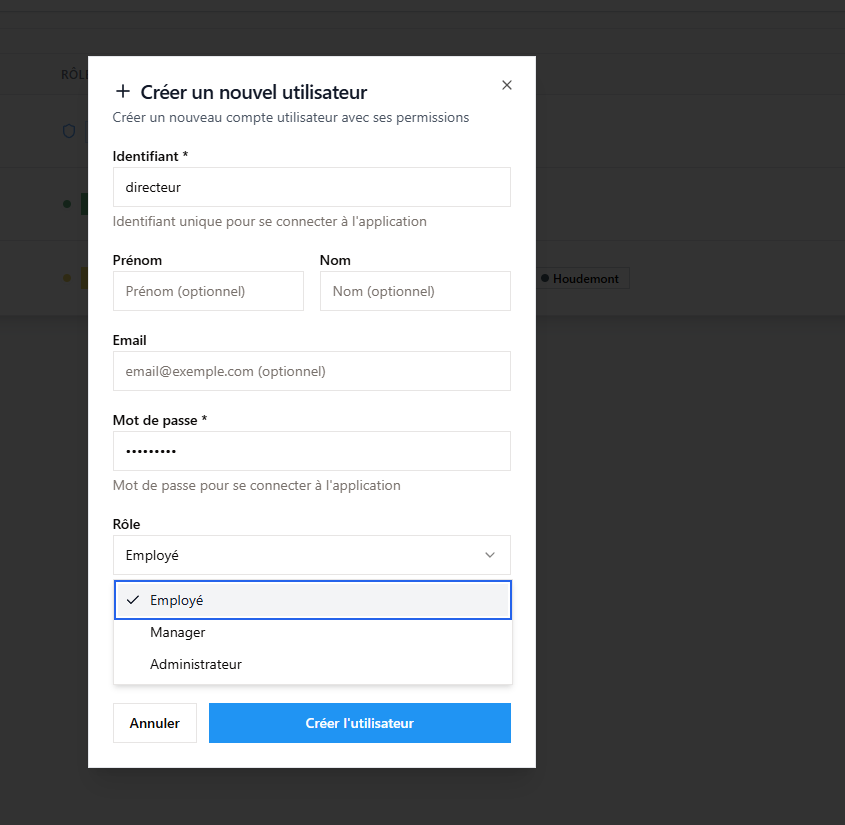 RÔLE
Créer un nouvel utilisateur
Créer un nouveau compte utilisateur avec ses permissions
Identifiant *
directeur
Identifiant unique pour se connecter à l'application
Prénom Nom
Prénom (optionnel) Nom (optionnel)
Houdemont
Email
email@exemple.com (optionnel)
Mot de passe *
•••••••••
Mot de passe pour se connecter à l'application
Rôle
Employé
Employé
Manager
Administrateur
Annuler Créer l'utilisateur